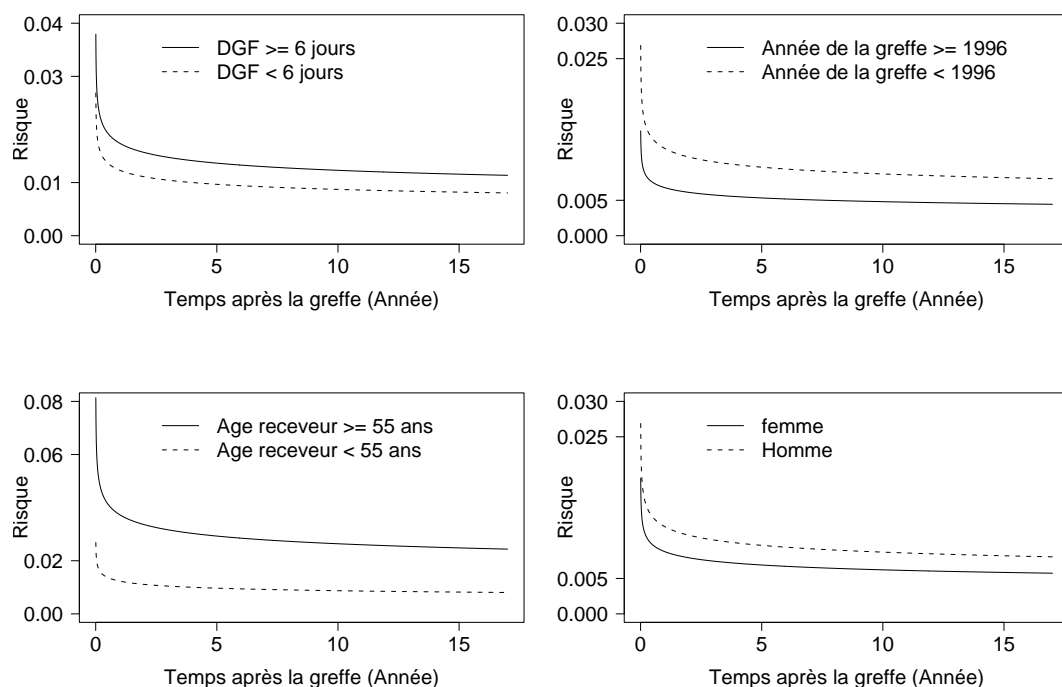 0.04
0.03
0.01
0.00
Risque
DGF >= 6 jours
DGF < 6 jours
0 5 10 15
Temps après la greffe (Année)
0.030
0.025
0.005
0.000
Risque
Année de la greffe >= 1996
Année de la greffe < 1996
0 5 10 15
Temps après la greffe (Année)
0.08
0.06
0.02
0.00
Risque
Age receveur >= 55 ans
Age receveur < 55 ans
0 5 10 15
Temps après la greffe (Année)
0.030
0.025
0.005
0.000
Risque
femme
Homme
0 5 10 15
Temps après la greffe (Année)